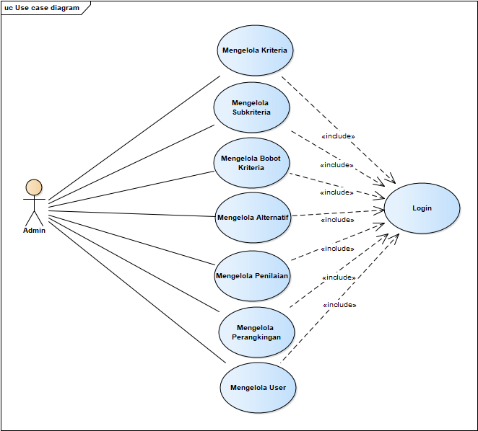 uc Use case diagram
Mengelola Kriteria
Mengelola
Subkriteria
Mengelola Bobot
Kriteria
Mengelola Alternatif
Mengelola Penilaian
Mengelola
Perangkingan
Mengelola User
Admin
«include»
«include»
«include»
«include»
«include»
«include»
«include»
Login